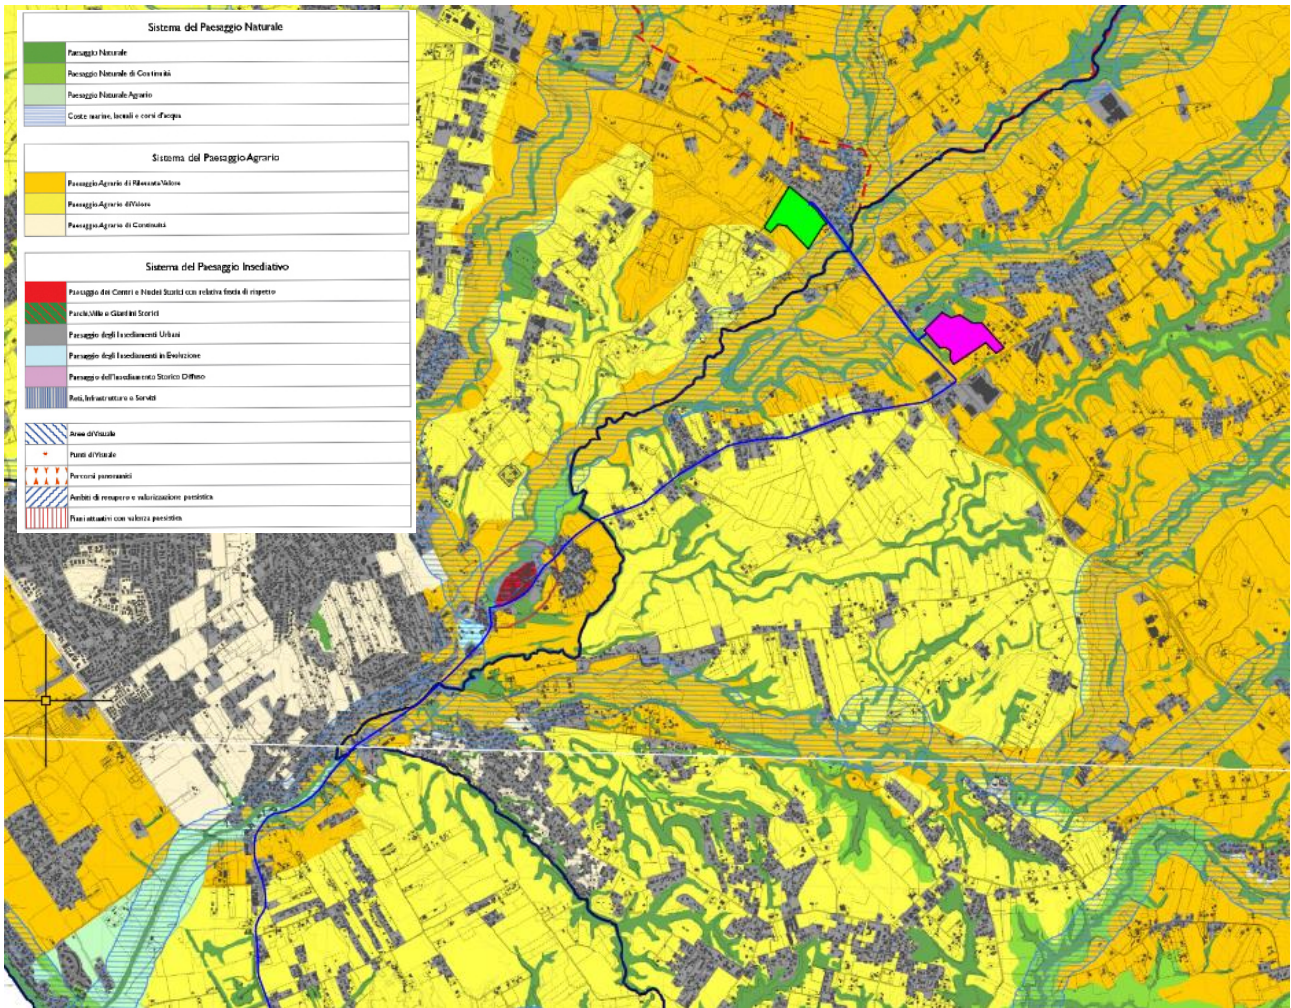 Sistema del Paesaggio Naturale
Paesaggio Naturale
Paesaggio Naturale di Continuità
Paesaggio Naturale Agrario
Coste marine, lacuali e corsi d'acqua
Sistema del Paesaggio Agrario
Paesaggio Agrario di Rilevante Valore
Paesaggio Agrario di Valore
Paesaggio Agrario di Continuità
Sistema del Paesaggio Insediativo
Paesaggio dei Centri e Nuclei Storici con relativa fascia di rispetto
Parchi, Ville e Giardini Storici
Paesaggio degli Insediamenti Urbani
Paesaggio degli Insediamenti in Evoluzione
Paesaggio dell'Insediamento Storico Diffuso
Reti, Infrastrutture e Servizi
Aree di Visuale
Punti di Visuale
Percorsi panoramici
Ambiti di recupero e valorizzazione paesistica
Piani attuativi con valenza paesistica